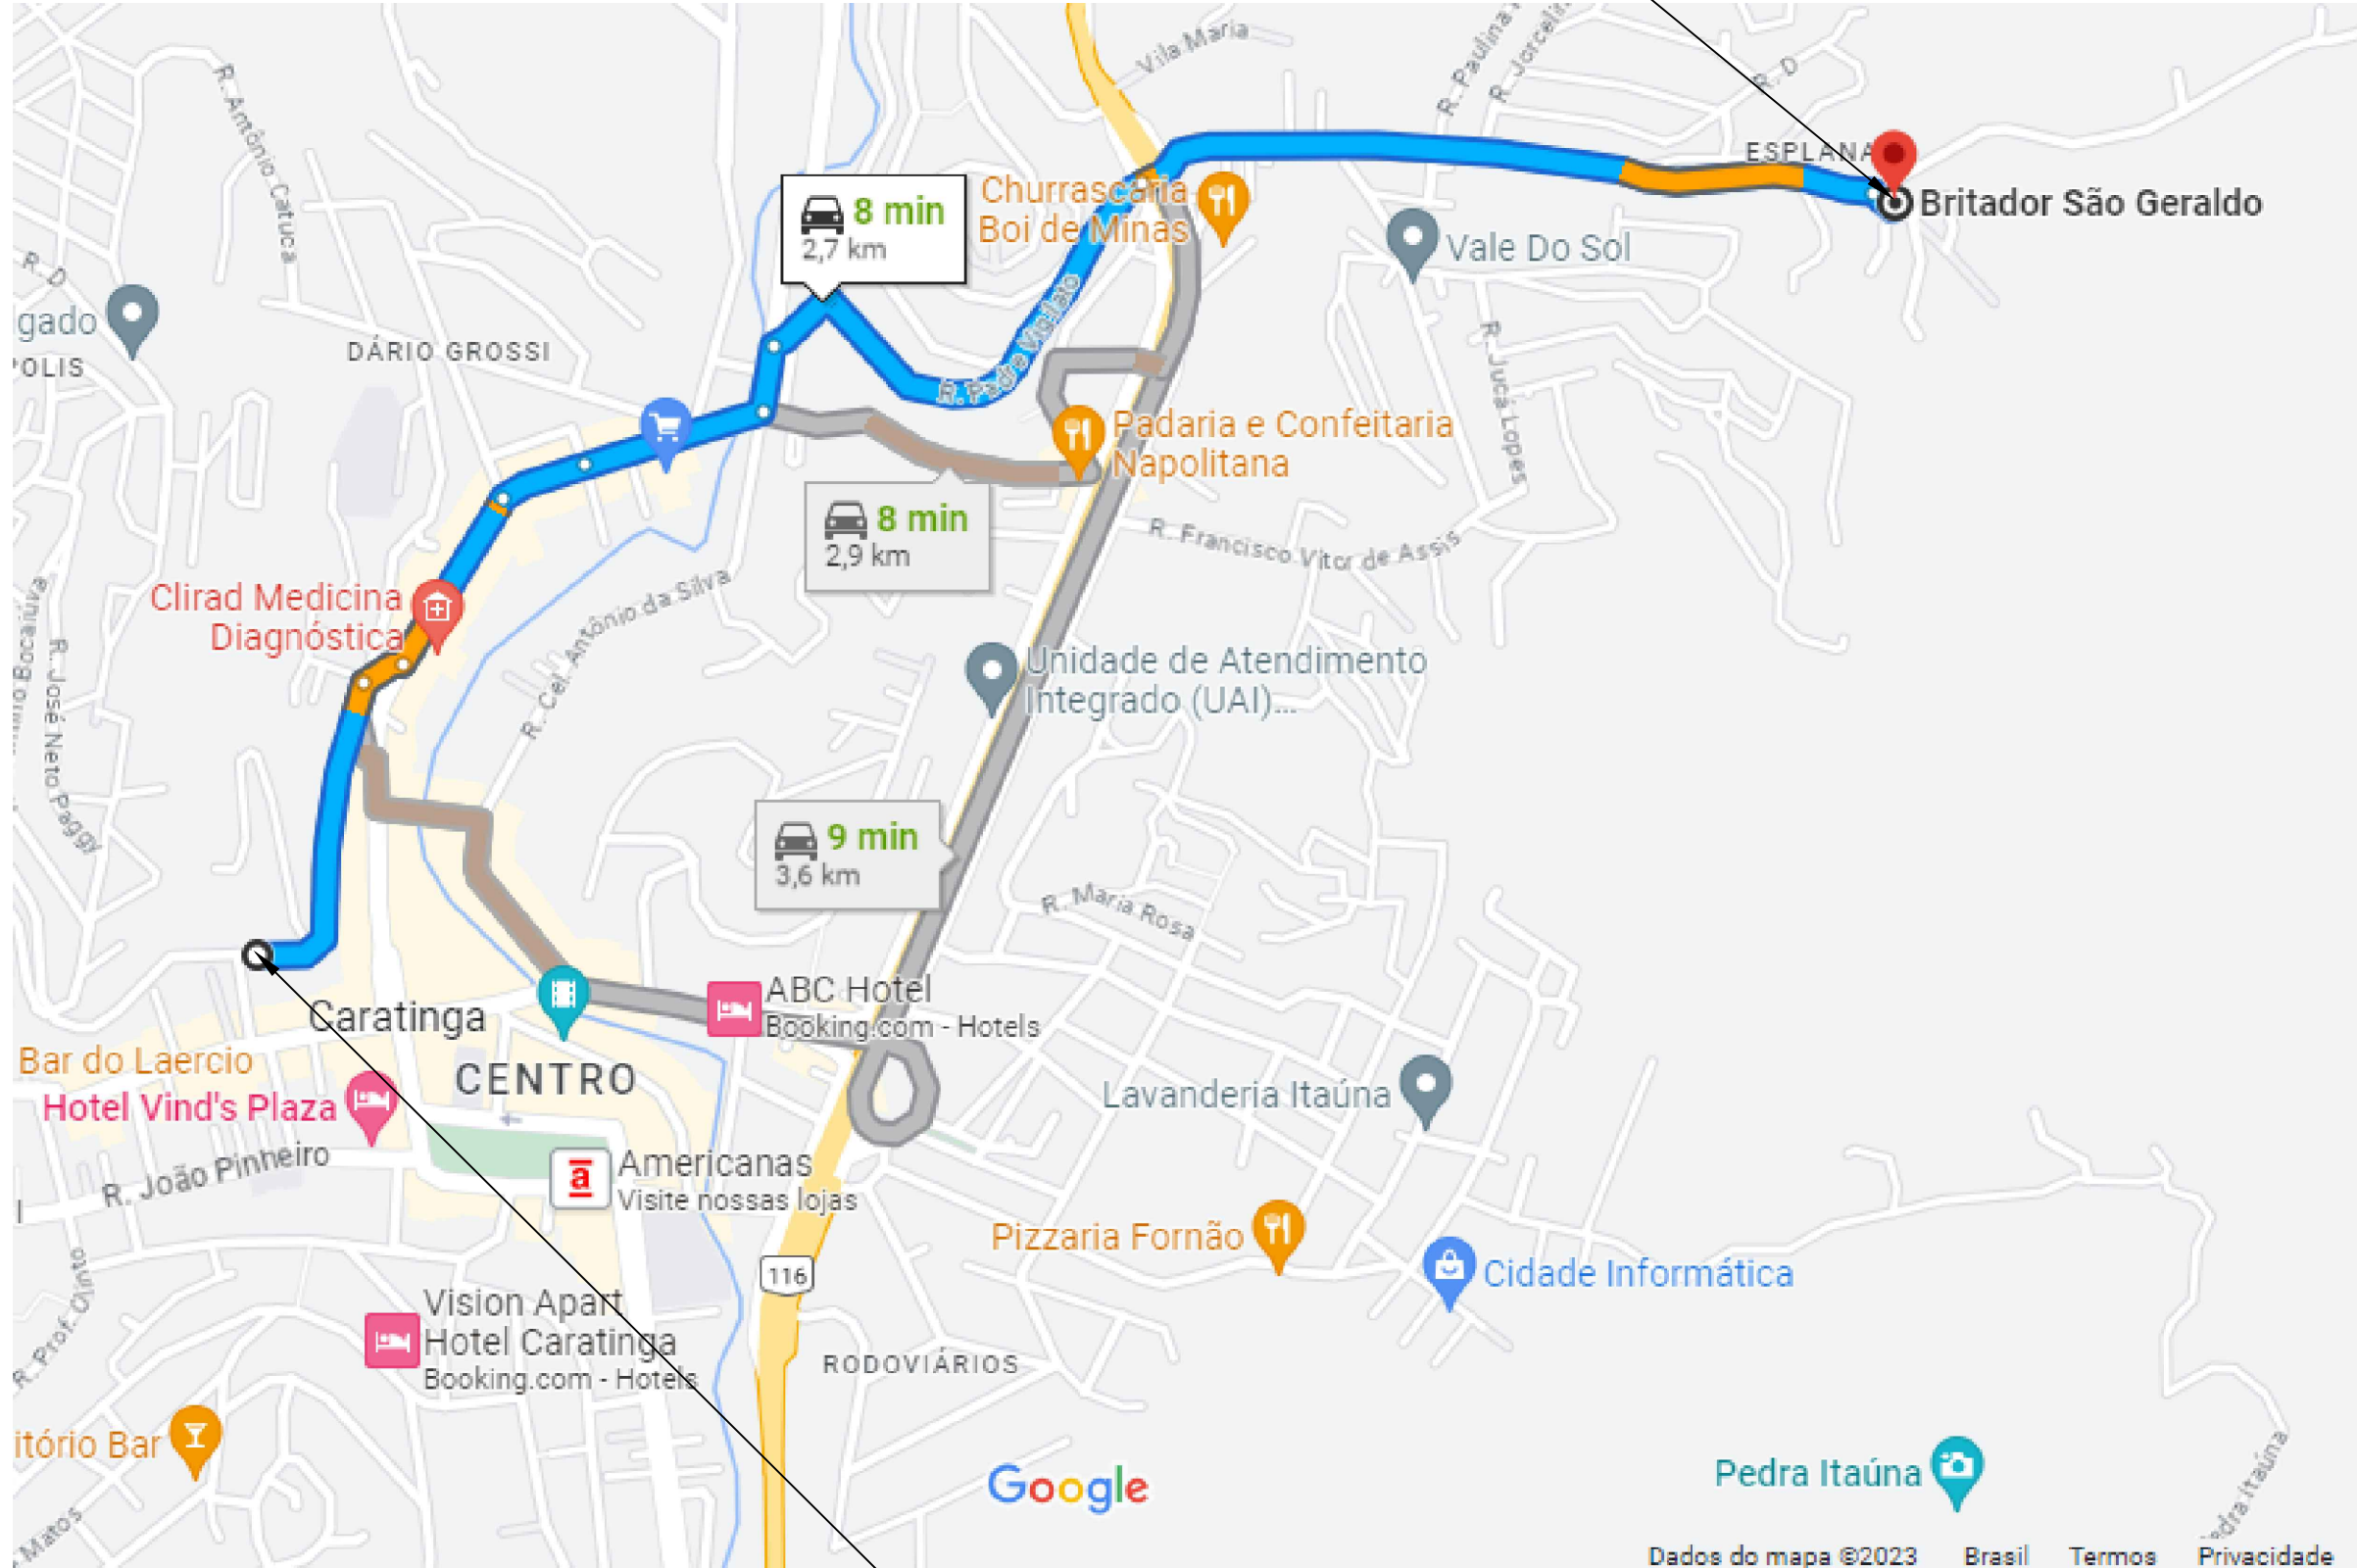 Vila Maria
R. Paulina
R. Jorcelin
R. D
R. Antônio Catuca
ESPLANA
Britador São Geraldo
8 min
2,7 km
Churrascaria
Boi de Minas
Vale Do Sol
R. D
gado
POLIS
DÁRIO GROSSI
R. Padre Vigilato
R. Jucá Lopes
Padaria e Confeitaria
Napolitana
8 min
2,9 km
R. Francisco Vitor de Assis
Clirad Medicina
Diagnóstica
R. Cel. Antônio da Silva
Bocaiúva
R. José Neto Paggy
Unidade de Atendimento
Integrado (UAI)...
9 min
3,6 km
R. Maria Rosa
ABC Hotel
Booking.com - Hotels
Caratinga
Bar do Laercio
CENTRO
Hotel Vind's Plaza
Lavanderia Itaúna
R. João Pinheiro
a
Americanas
Visite nossas lojas
Pizzaria Fornão
116
Cidade Informática
R. Prof. Olinto
Vision Apart
Hotel Caratinga
Booking.com - Hotels
RODOVIÁRIOS
itório Bar
Google
Pedra Itaúna
edra Itaúna
Matos
Dados do mapa ©2023 Brasil Termos Privacidade